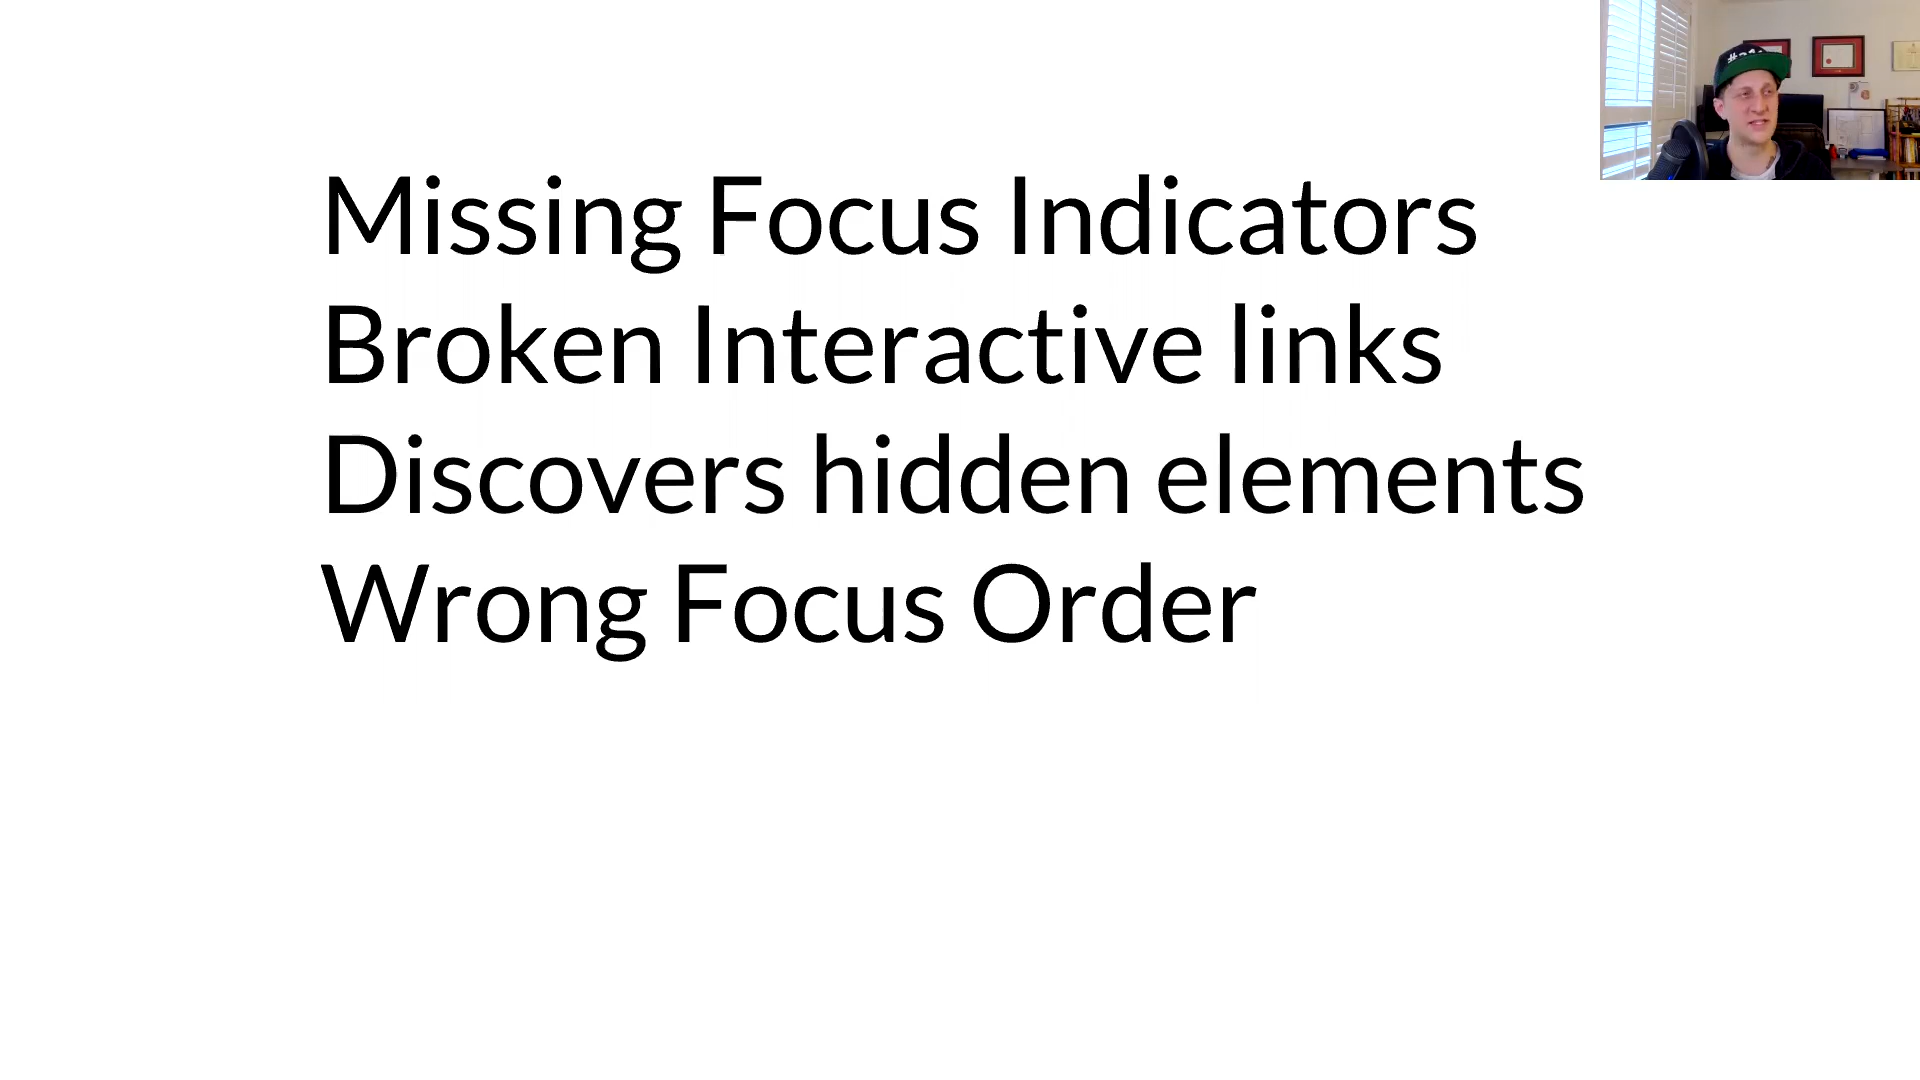 Missing Focus Indicators
Broken Interactive links
Discovers hidden elements
Wrong Focus Order